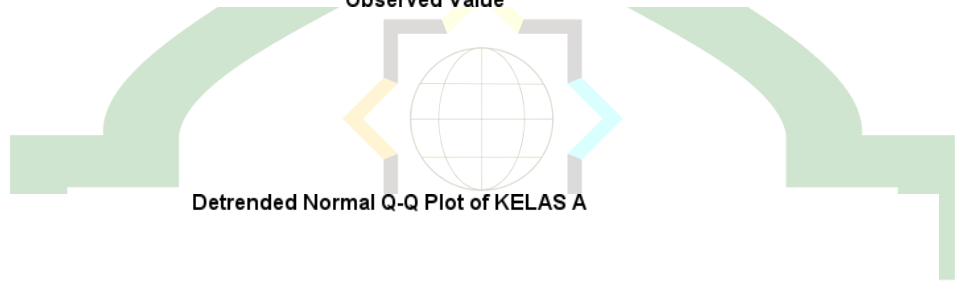 Observed Value
Detrended Normal Q-Q Plot of KELAS A